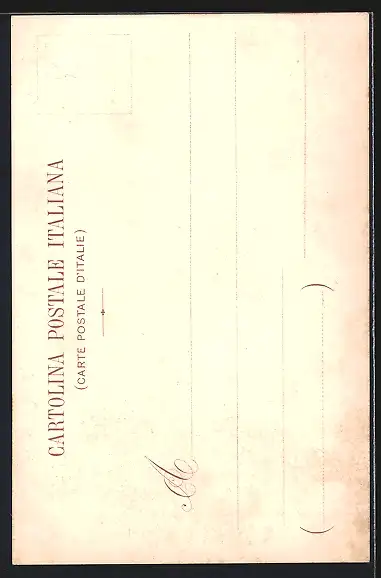 CARTOLINA POSTALE ITALIANA
(CARTE POSTALE D'ITALIE)
A
( )